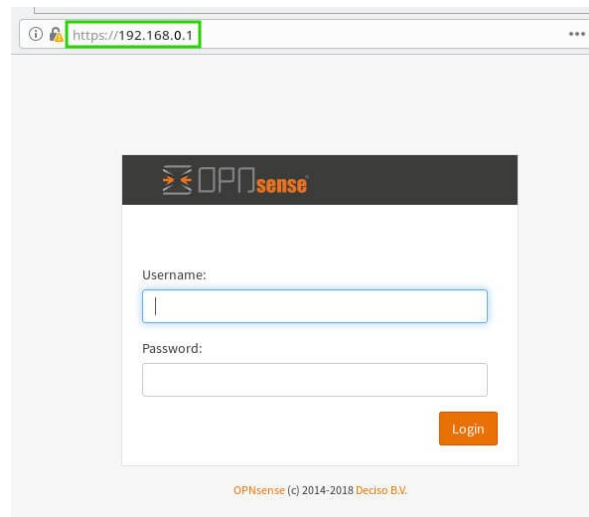 https://192.168.0.1
OPNsense
Username:
Password:
Login
OPNsense (c) 2014-2018 Deciso B.V.